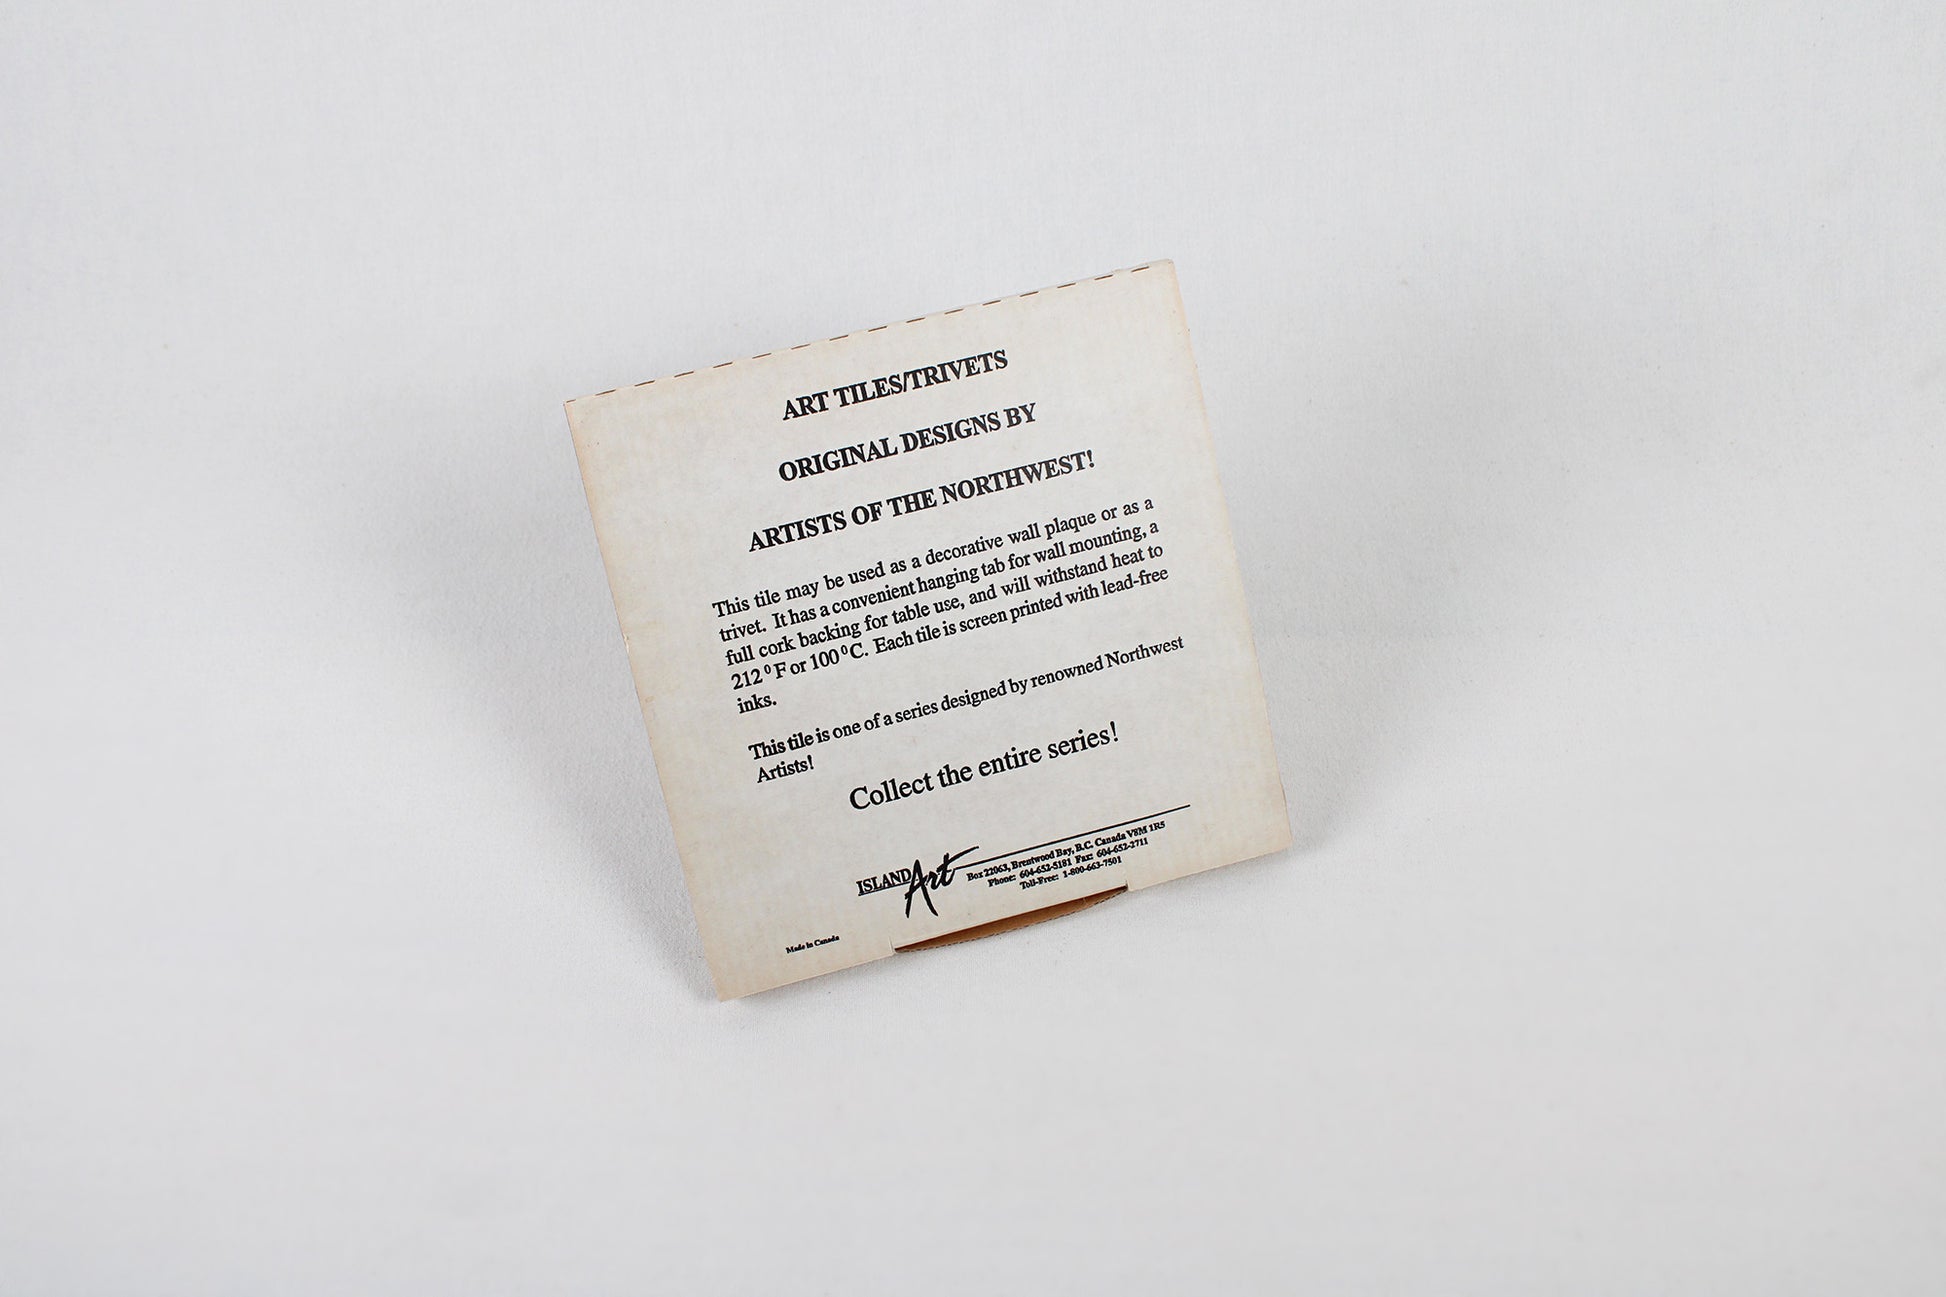 ART TILES/TRIVETS
ORIGINAL DESIGNS BY
ARTISTS OF THE NORTHWEST!
This tile may be used as a decorative wall plaque or as a
trivet. It has a convenient hanging tab for wall mounting, a
full cork backing for table use, and will withstand heat to
212⁰F or 100⁰C. Each tile is screen printed with lead-free
inks.
This tile is one of a series designed by renowned Northwest
Artists!
Collect the entire series!
ISLAND Art
Box 22063, Brentwood Bay, B.C. Canada V8M 1R5
Phone: 604-652-5181 Fax: 604-652-2711
Toll-Free: 1-800-663-7501
Made in Canada